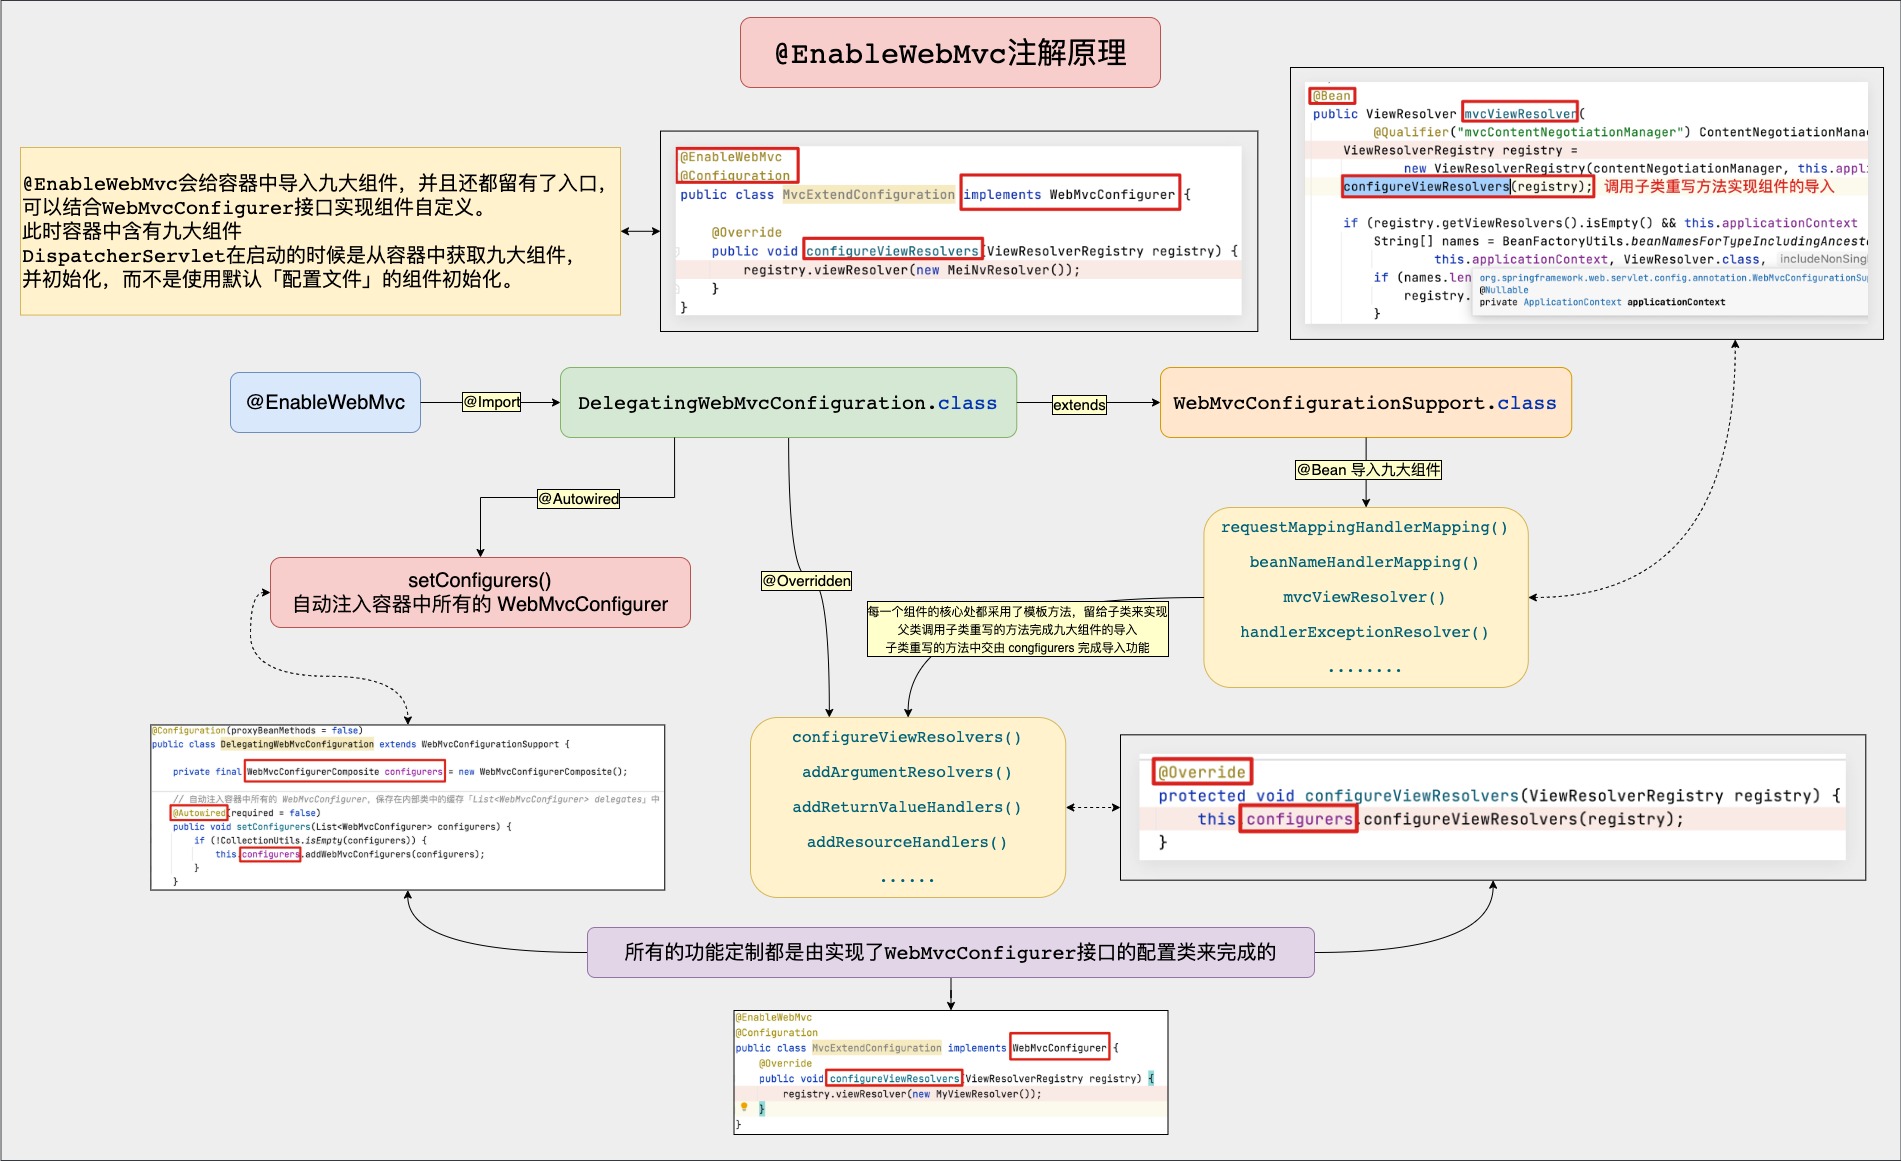 @EnableWebMvc注解原理
@EnableWebMvc会给容器中导入九大组件，并且还都留有了入口，
可以结合WebMvcConfigurer接口实现组件自定义。
此时容器中含有九大组件
DispatcherServlet在启动的时候是从容器中获取九大组件，
并初始化，而不是使用默认「配置文件」的组件初始化。
@EnableWebMvc
@Configuration
public class MvcExtendConfiguration implements WebMvcConfigurer {
@Override
public void configureViewResolvers(ViewResolverRegistry registry) {
registry.viewResolver(new MeiNvResolver());
}
}
@Bean
public ViewResolver mvcViewResolver(
@Qualifier("mvcContentNegotiationManager") ContentNegotiationMana
ViewResolverRegistry registry =
new ViewResolverRegistry(contentNegotiationManager, this.appl
configureViewResolvers(registry); 调用子类重写方法实现组件的导入
if (registry.getViewResolvers().isEmpty() && this.applicationContext
String[] names = BeanFactoryUtils.beanNamesForTypeIncludingAncest
this.applicationContext, ViewResolver.class, includeNonSingl
if (names.len
org.springframework.web.servlet.config.annotation.WebMvcConfigurationSup
@Nullable
registry.
private ApplicationContext applicationContext
}
@EnableWebMvc
@Import
DelegatingWebMvcConfiguration.class
extends
WebMvcConfigurationSupport.class
@Autowired
@Bean 导入九大组件
setConfigurers()
自动注入容器中所有的 WebMvcConfigurer
@Overridden
requestMappingHandlerMapping()
beanNameHandlerMapping()
mvcViewResolver()
handlerExceptionResolver()
........
每一个组件的核心处都采用了模板方法，留给子类来实现
父类调用子类重写的方法完成九大组件的导入
子类重写的方法中交由 congfigurers 完成导入功能
@Configuration(proxyBeanMethods = false)
public class DelegatingWebMvcConfiguration extends WebMvcConfigurationSupport {
private final WebMvcConfigurerComposite configurers = new WebMvcConfigurerComposite();
// 自动注入容器中所有的 WebMvcConfigurer，保存在内部类中的缓存「List<WebMvcConfigurer> delegates」中
@Autowired(required = false)
public void setConfigurers(List<WebMvcConfigurer> configurers) {
if (!CollectionUtils.isEmpty(configurers)) {
this.configurers.addWebMvcConfigurers(configurers);
}
}
configureViewResolvers()
addArgumentResolvers()
addReturnValueHandlers()
addResourceHandlers()
......
@Override
protected void configureViewResolvers(ViewResolverRegistry registry) {
this.configurers.configureViewResolvers(registry);
}
所有的功能定制都是由实现了WebMvcConfigurer接口的配置类来完成的
@EnableWebMvc
@Configuration
public class MvcExtendConfiguration implements WebMvcConfigurer {
@Override
public void configureViewResolvers(ViewResolverRegistry registry) {
registry.viewResolver(new MyViewResolver());
}
}